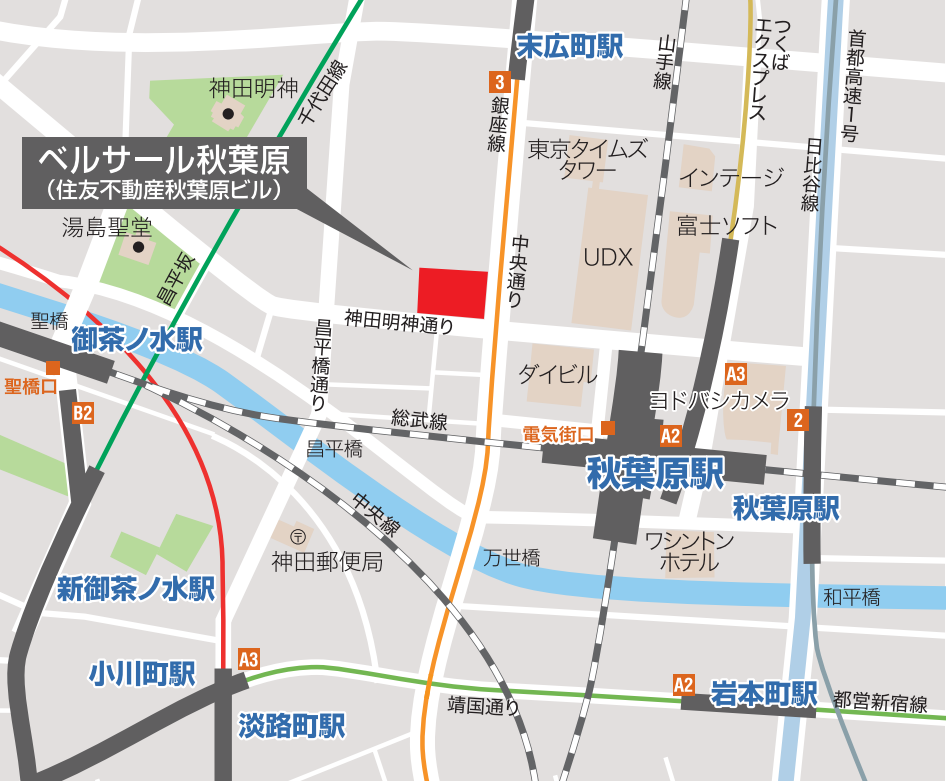 末広町駅
3
銀座線
山手線
つくば
エクスプレス
首都高速1号
日比谷線
神田明神
千代田線
ベルサール秋葉原
(住友不動産秋葉原ビル)
東京タイムズ
タワー
インテージ
富士ソフト
UDX
湯島聖堂
昌平坂
中央通り
聖橋
御茶ノ水駅
神田明神通り
昌平橋通り
聖橋口
B2
ダイビル
A3
ヨドバシカメラ
総武線
電気街口
A2
2
昌平橋
秋葉原駅
秋葉原駅
中央線
〒
神田郵便局
万世橋
ワシントン
ホテル
新御茶ノ水駅
和平橋
小川町駅
A3
A2
岩本町駅
靖国通り
都営新宿線
淡路町駅